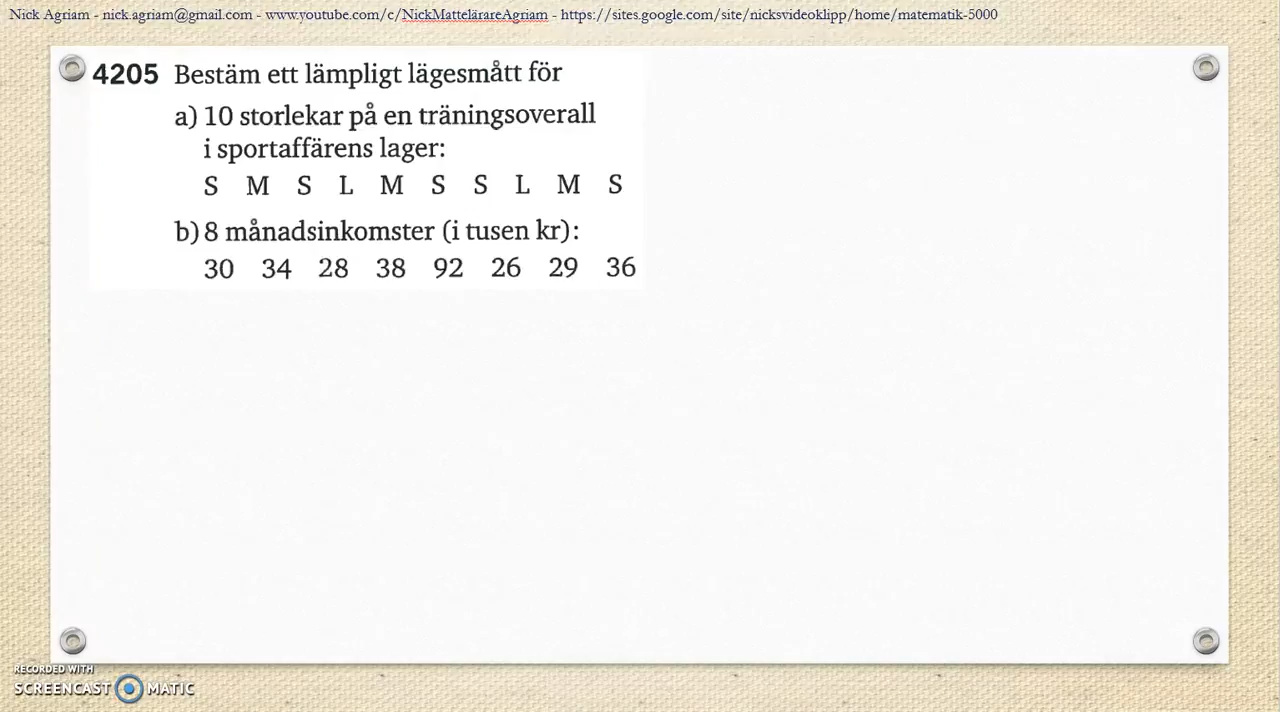 Nick Agriam - nick.agriam@gmail.com - www.youtube.com/c/NickMattelärareAgriam - https://sites.google.com/site/nicksvideoklipp/home/matematik-5000
4205 Bestäm ett lämpligt lägesmått för
a) 10 storlekar på en träningsoverall
i sportaffärens lager:
S M S L M S S L M S
b) 8 månadsinkomster (i tusen kr):
30 34 28 38 92 26 29 36
RECORDED WITH
SCREENCAST MATIC